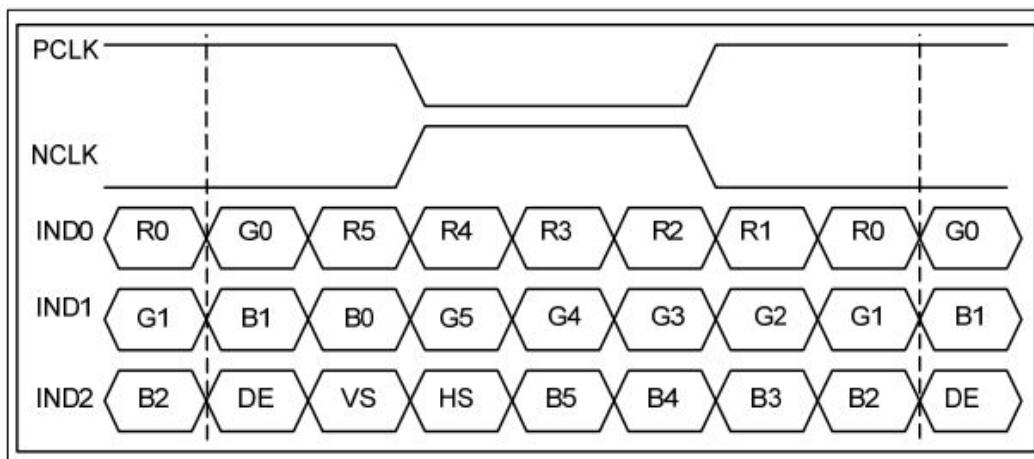 PCLK
NCLK
IND0 R0 G0 R5 R4 R3 R2 R1 R0 G0
IND1 G1 B1 B0 G5 G4 G3 G2 G1 B1
IND2 B2 DE VS HS B5 B4 B3 B2 DE